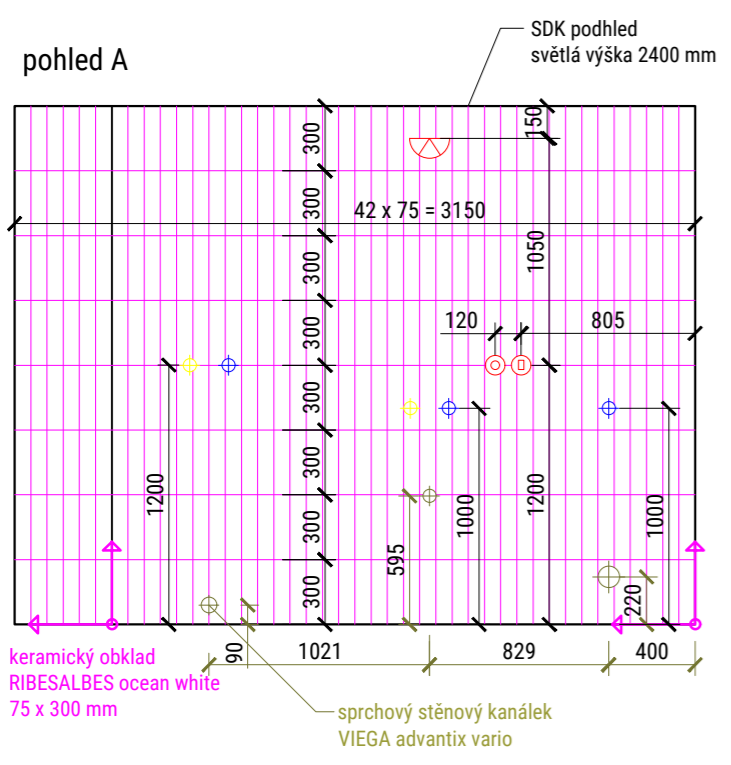 pohled A
SDK podhled
světlá výška 2400 mm
150
300
300
42 x 75 = 3150
1050
300
120
805
300
300
300
1200
1000
1200
1000
300
595
300
220
90
1021
829
400
keramický obklad
RIBESALBES ocean white
75 x 300 mm
sprchový stěnový kanálek
VIEGA advantix vario